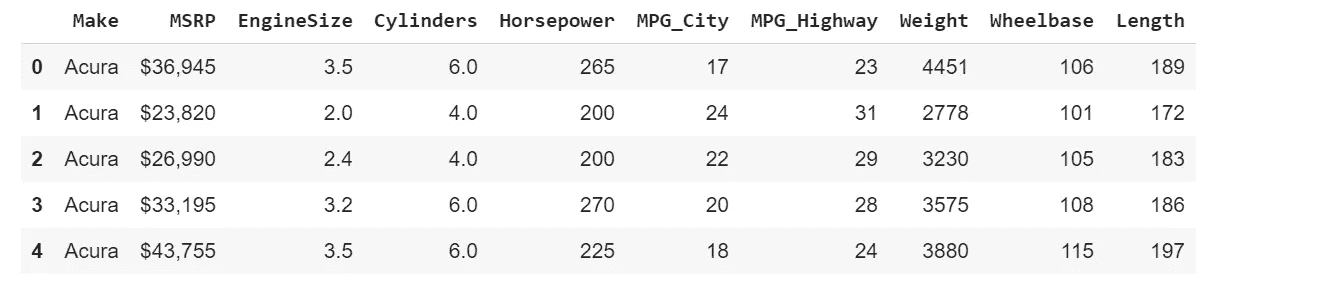 Make MSRP EngineSize Cylinders Horsepower MPG_City MPG_Highway Weight Wheelbase Length
0 Acura $36,945 3.5 6.0 265 17 23 4451 106 189
1 Acura $23,820 2.0 4.0 200 24 31 2778 101 172
2 Acura $26,990 2.4 4.0 200 22 29 3230 105 183
3 Acura $33,195 3.2 6.0 270 20 28 3575 108 186
4 Acura $43,755 3.5 6.0 225 18 24 3880 115 197